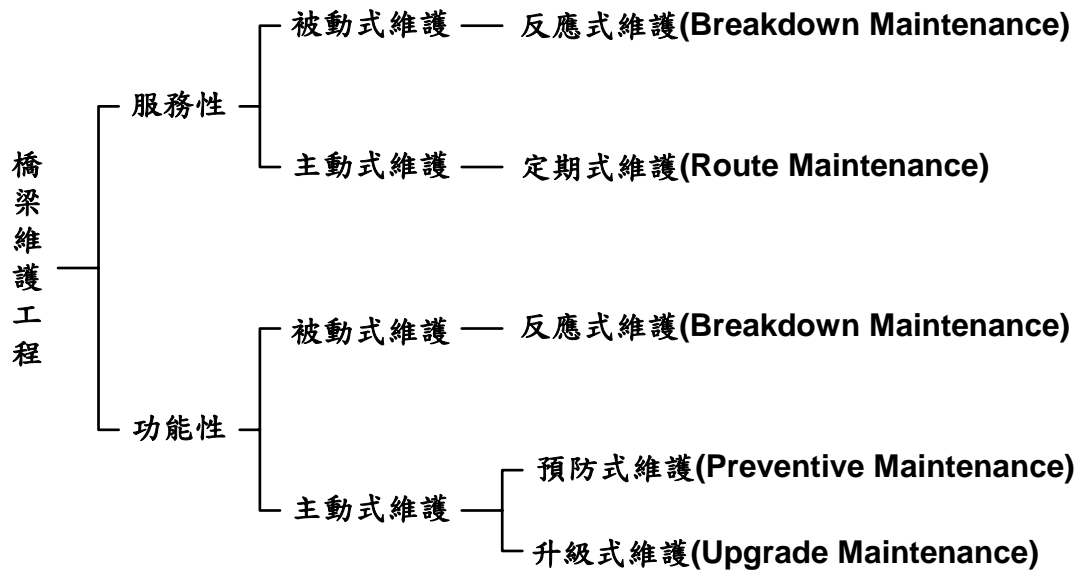 橋梁維護工程
服務性
被動式維護
反應式維護(Breakdown Maintenance)
主動式維護
定期式維護(Route Maintenance)
功能性
被動式維護
反應式維護(Breakdown Maintenance)
主動式維護
預防式維護(Preventive Maintenance)
升級式維護(Upgrade Maintenance)